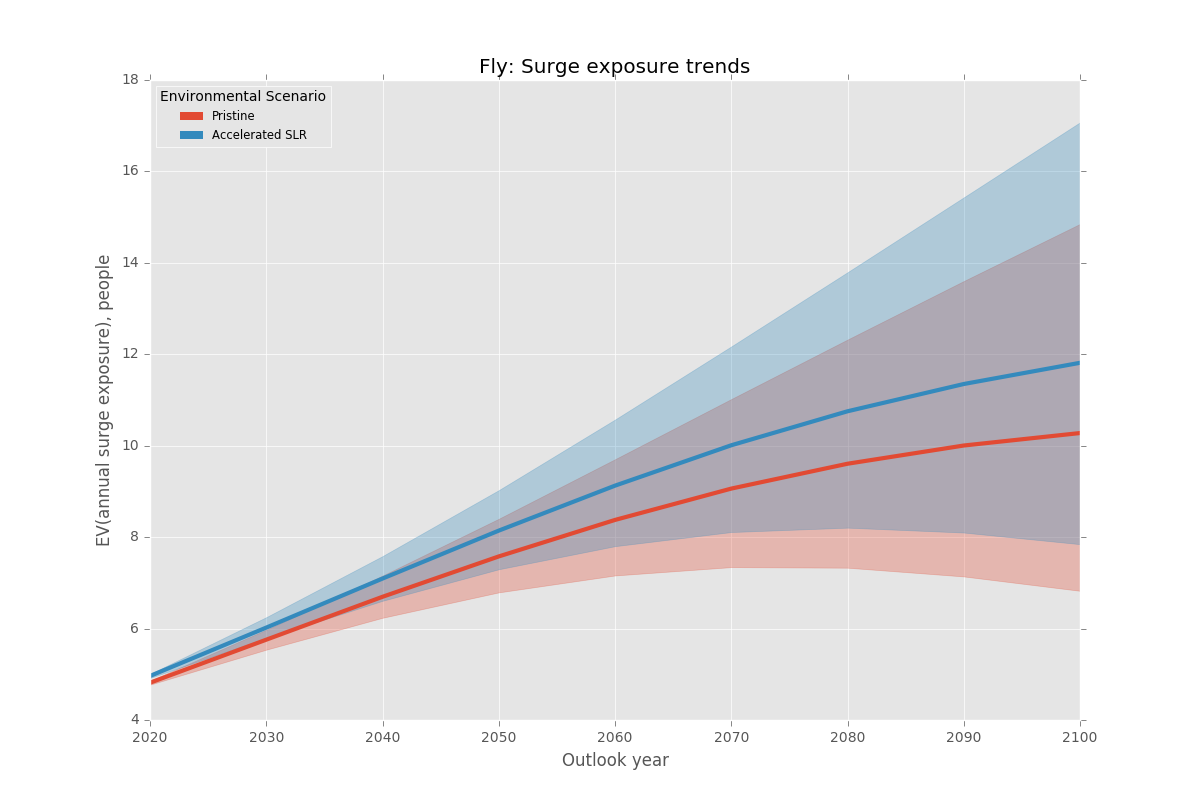 Fly: Surge exposure trends
Environmental Scenario
Pristine
Accelerated SLR
EV(annual surge exposure), people
18
16
14
12
10
8
6
4
2020 2030 2040 2050 2060 2070 2080 2090 2100
Outlook year